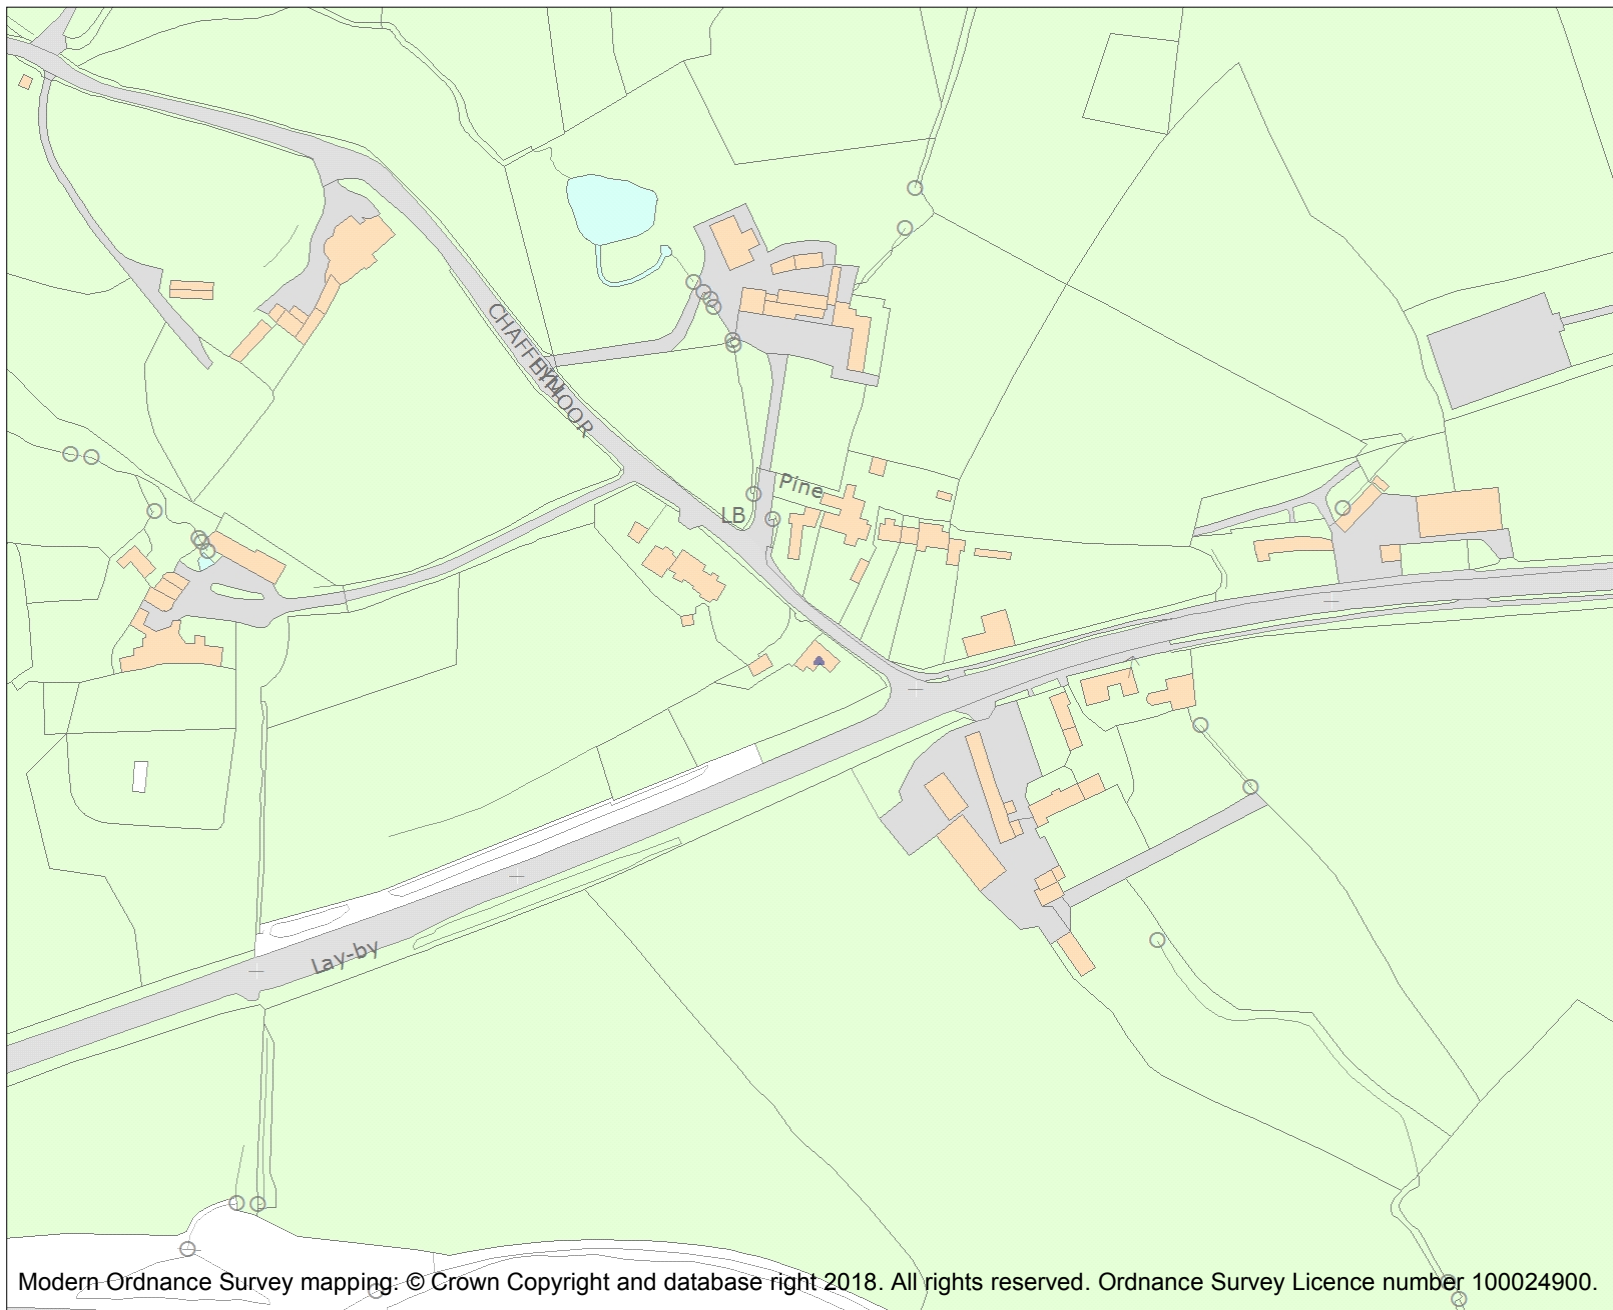 CHAFFEYMOOR
Pine
LB
Lay-by
Modern Ordnance Survey mapping: © Crown Copyright and database right 2018. All rights reserved. Ordnance Survey Licence number 100024900.